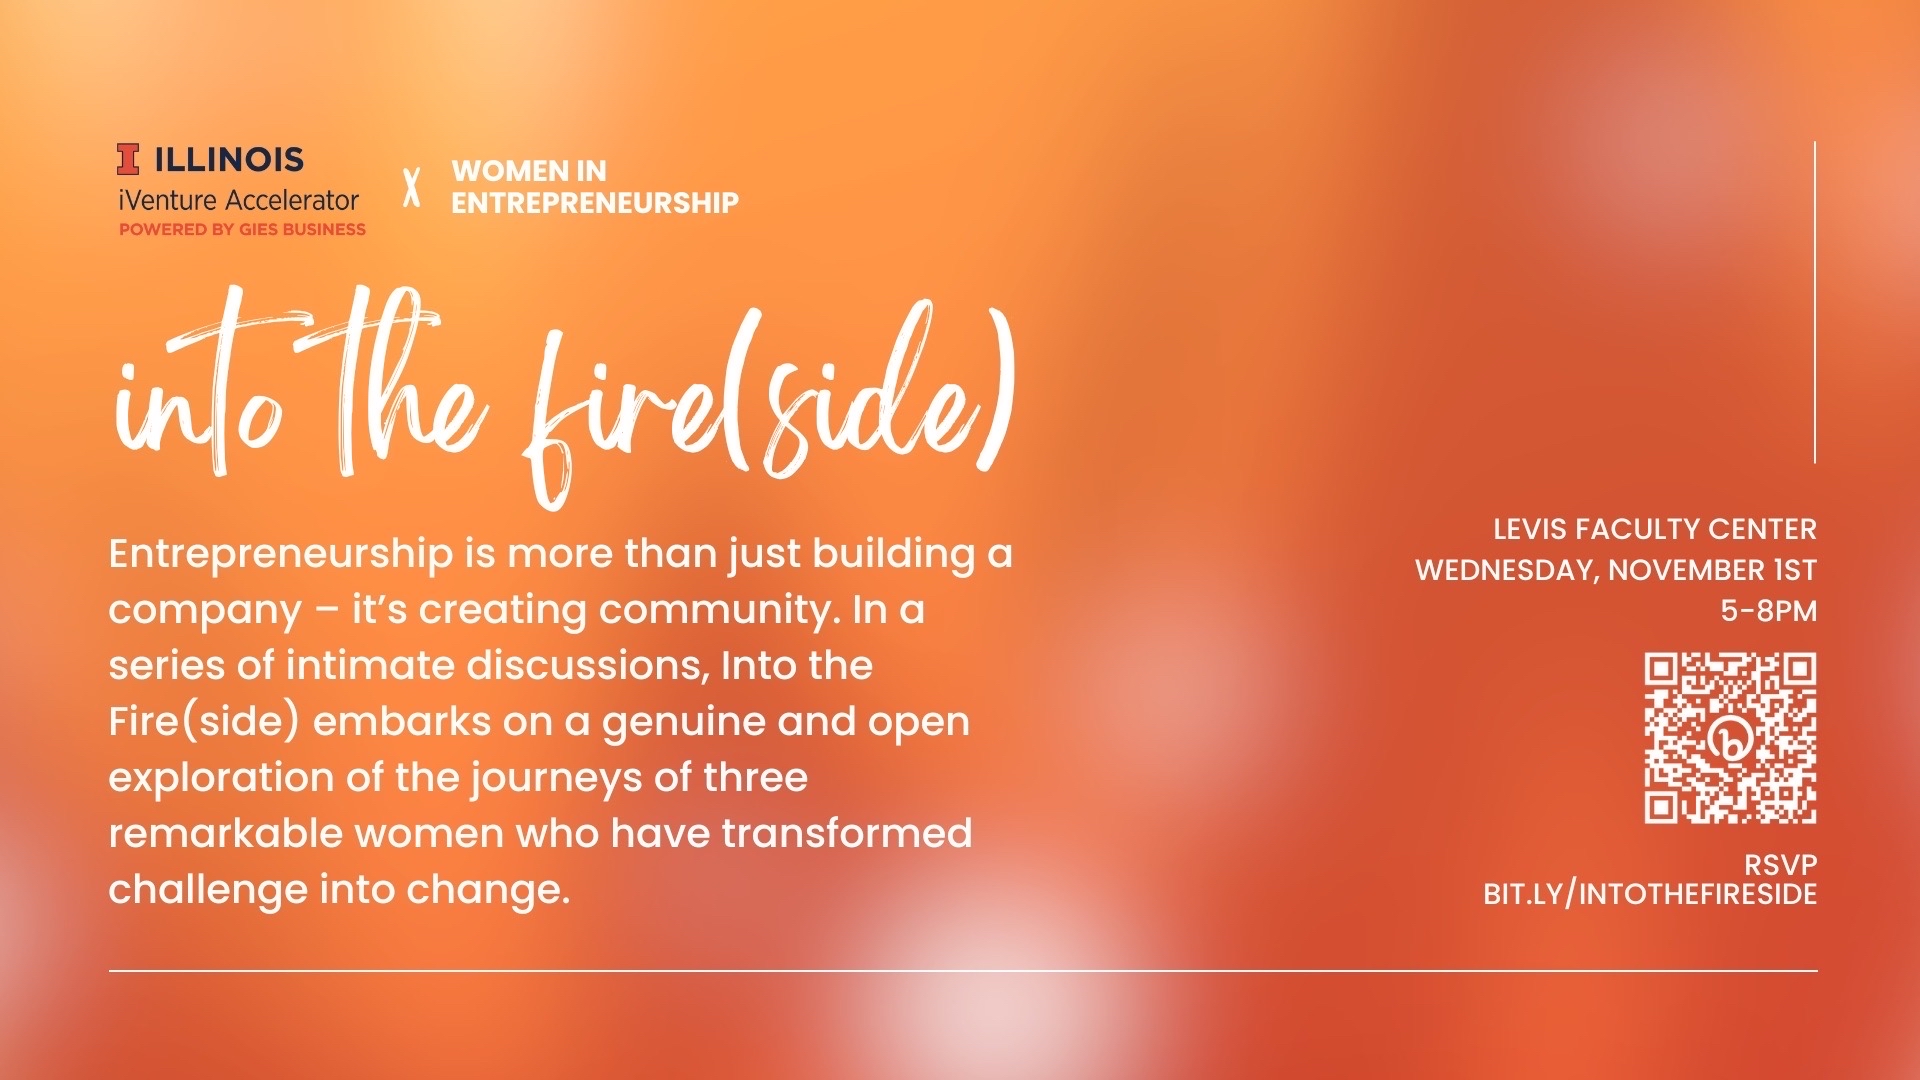 ILLINOIS
iVenture Accelerator
POWERED BY GIES BUSINESS
X
WOMEN IN
ENTREPRENEURSHIP
into the fire(side)
Entrepreneurship is more than just building a
company – it’s creating community. In a
series of intimate discussions, Into the
Fire(side) embarks on a genuine and open
exploration of the journeys of three
remarkable women who have transformed
challenge into change.
LEVIS FACULTY CENTER
WEDNESDAY, NOVEMBER 1ST
5-8PM
b
RSVP
BIT.LY/INTOTHEFIRESIDE